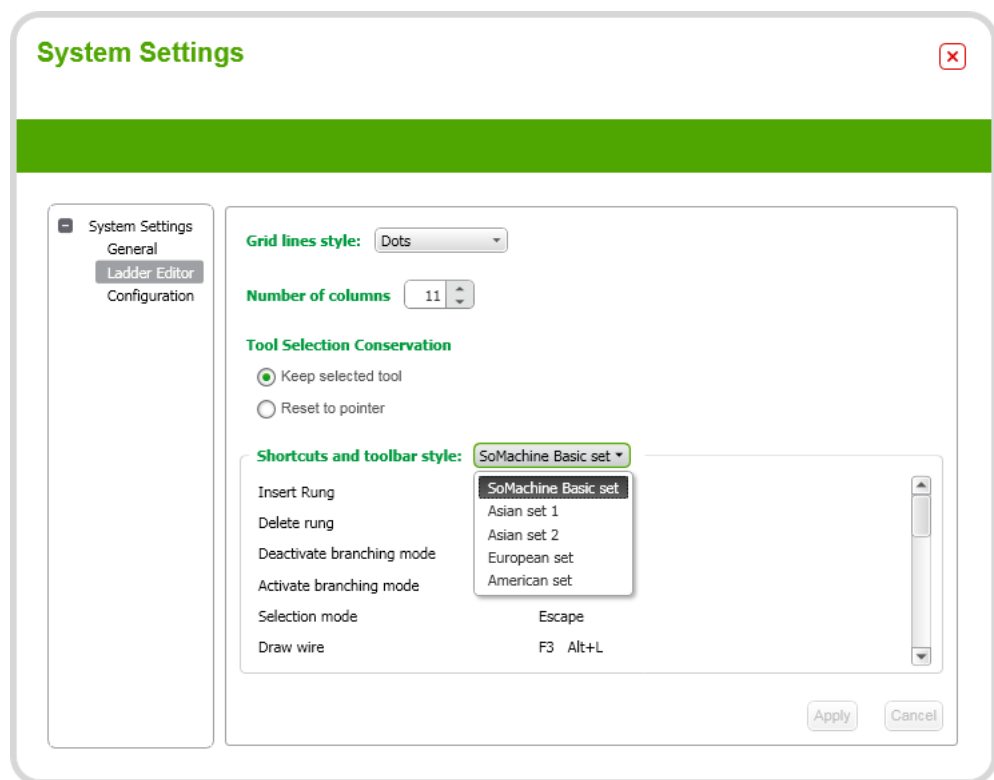 System Settings
System Settings
General
Ladder Editor
Configuration
Grid lines style: Dots
Number of columns 11
Tool Selection Conservation
Keep selected tool
Reset to pointer
Shortcuts and toolbar style: SoMachine Basic set
SoMachine Basic set
Asian set 1
Asian set 2
European set
American set
Insert Rung
Delete rung
Deactivate branching mode
Activate branching mode
Selection mode Escape
Draw wire F3 Alt+L
Apply Cancel